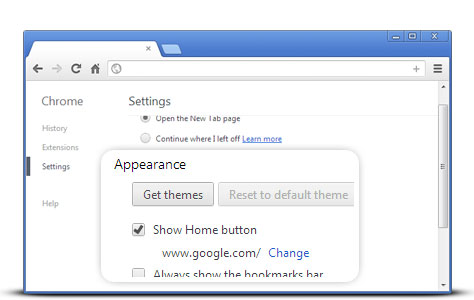 Chrome
Settings
History
Extensions
Settings
Help
Open the New Tab page
Continue where I left off Learn more
Appearance
Get themes
Reset to default theme
Show Home button
www.google.com/ Change
Always show the bookmarks bar